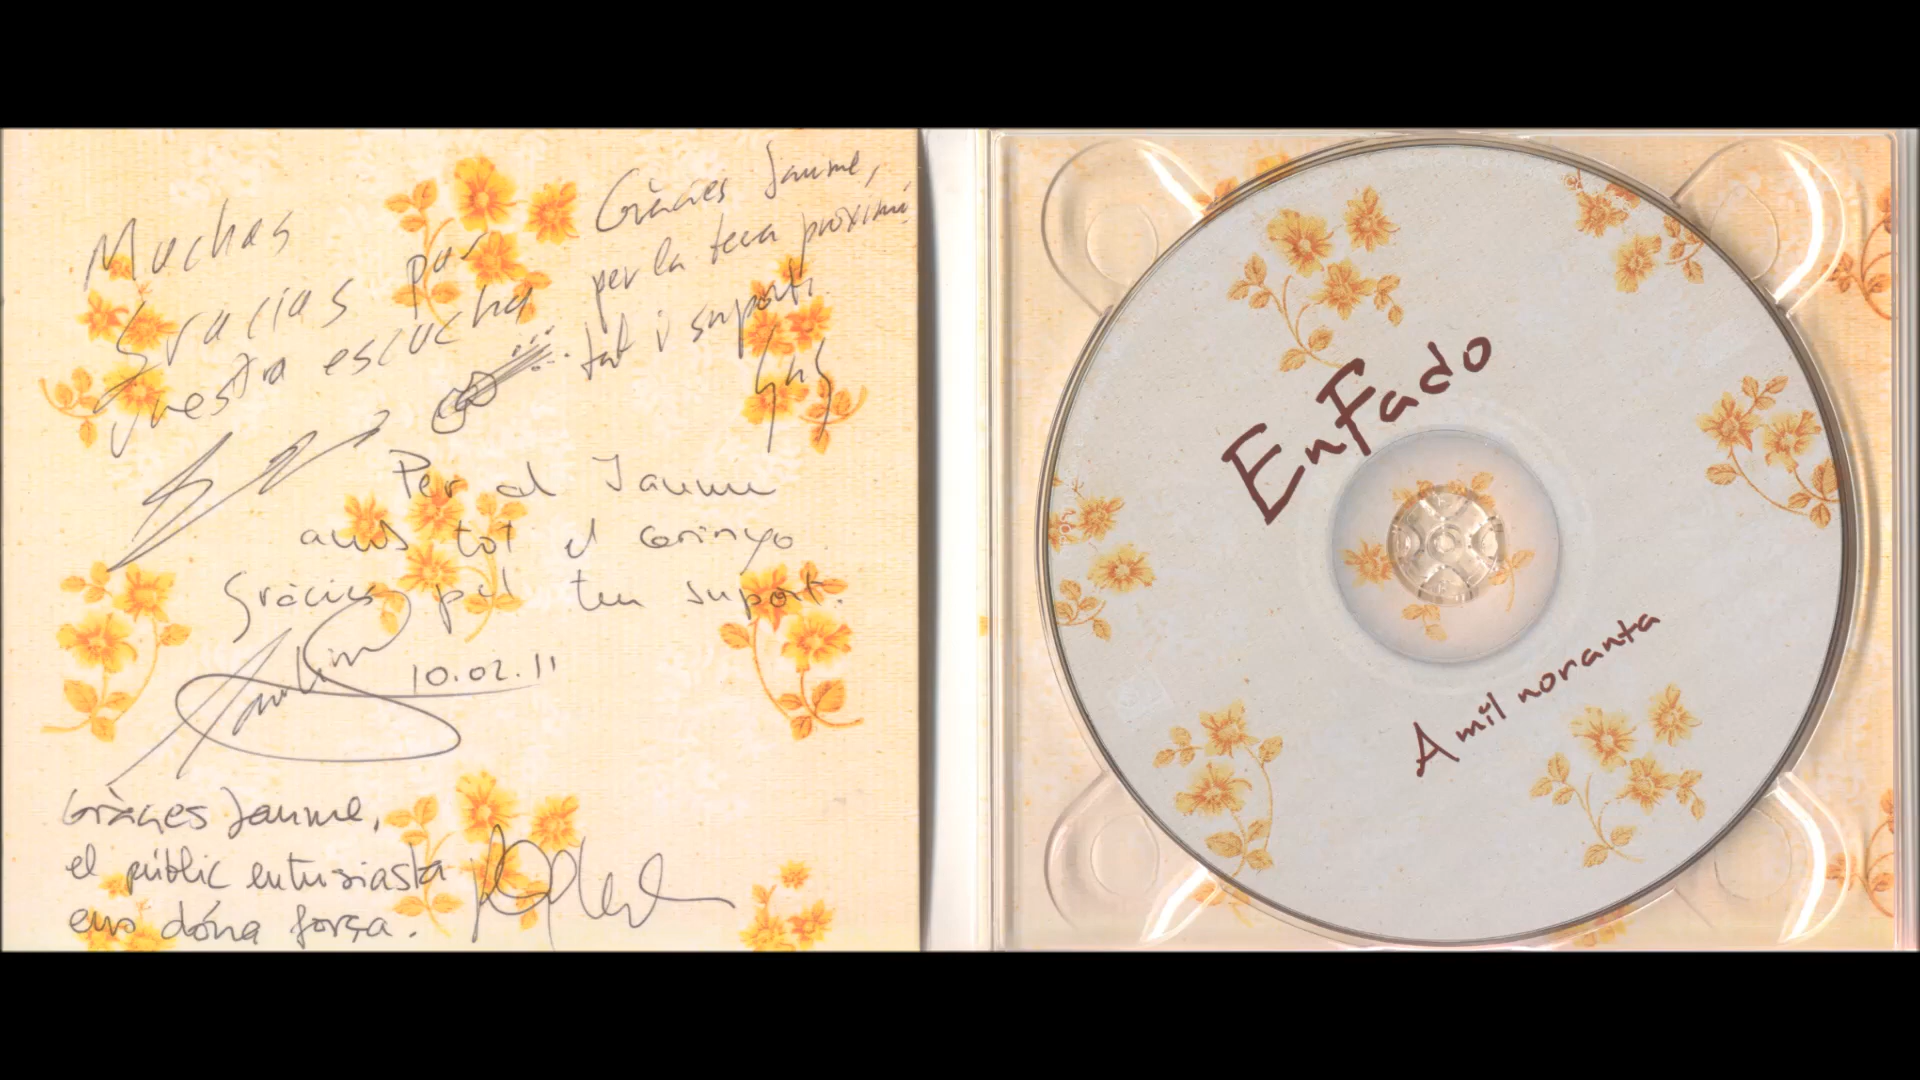 Muchas
Gracias por
vuestra escucha
Gràcies Jaume,
per la teva proximi-
tat i suport!
Per al Jaume
amb tot el carinyo
Gràcies pel teu suport.
10.02.11
Gràcies Jaume,
el públic entusiasta
ens dóna força.
EnFado
A mil noranta